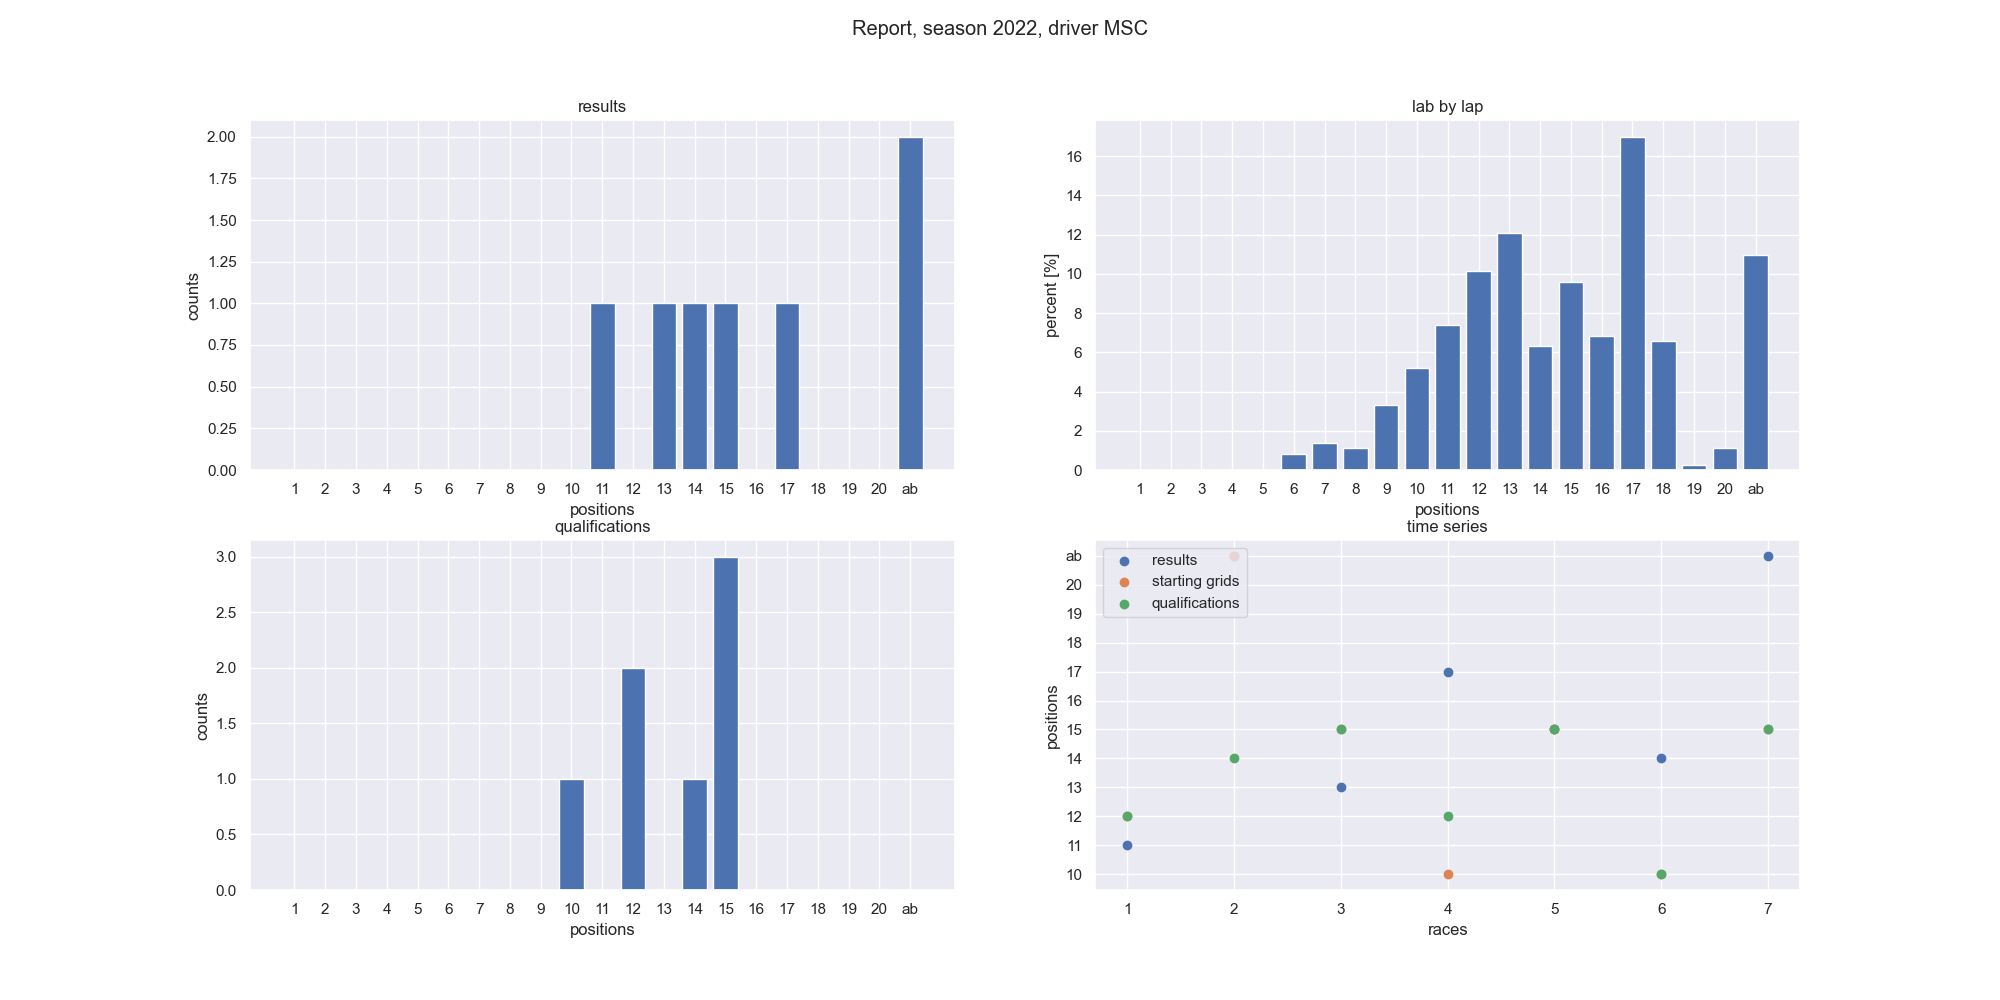 Report, season 2022, driver MSC
results
2.00
1.75
1.50
1.25
1.00
0.75
0.50
0.25
0.00
counts
1 2 3 4 5 6 7 8 9 10 11 12 13 14 15 16 17 18 19 20 ab
positions
lab by lap
16
14
12
10
8
6
4
2
0
percent [%]
1 2 3 4 5 6 7 8 9 10 11 12 13 14 15 16 17 18 19 20 ab
positions
qualifications
3.0
2.5
2.0
1.5
1.0
0.5
0.0
counts
1 2 3 4 5 6 7 8 9 10 11 12 13 14 15 16 17 18 19 20 ab
positions
time series
ab
20
19
18
17
16
15
14
13
12
11
10
positions
results
starting grids
qualifications
1 2 3 4 5 6 7
races